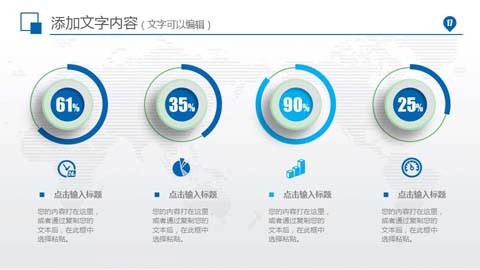 添加文字内容（文字可以编辑）
17
61% 35% 90% 25%
点击输入标题 点击输入标题 点击输入标题 点击输入标题
您的内容打在这里，
或者通过复制您的
文本后，在此框中
选择粘贴。
您的内容打在这里，
或者通过复制您的
文本后，在此框中
选择粘贴。
您的内容打在这里，
或者通过复制您的
文本后，在此框中
选择粘贴。
您的内容打在这里，
或者通过复制您的
文本后，在此框中
选择粘贴。